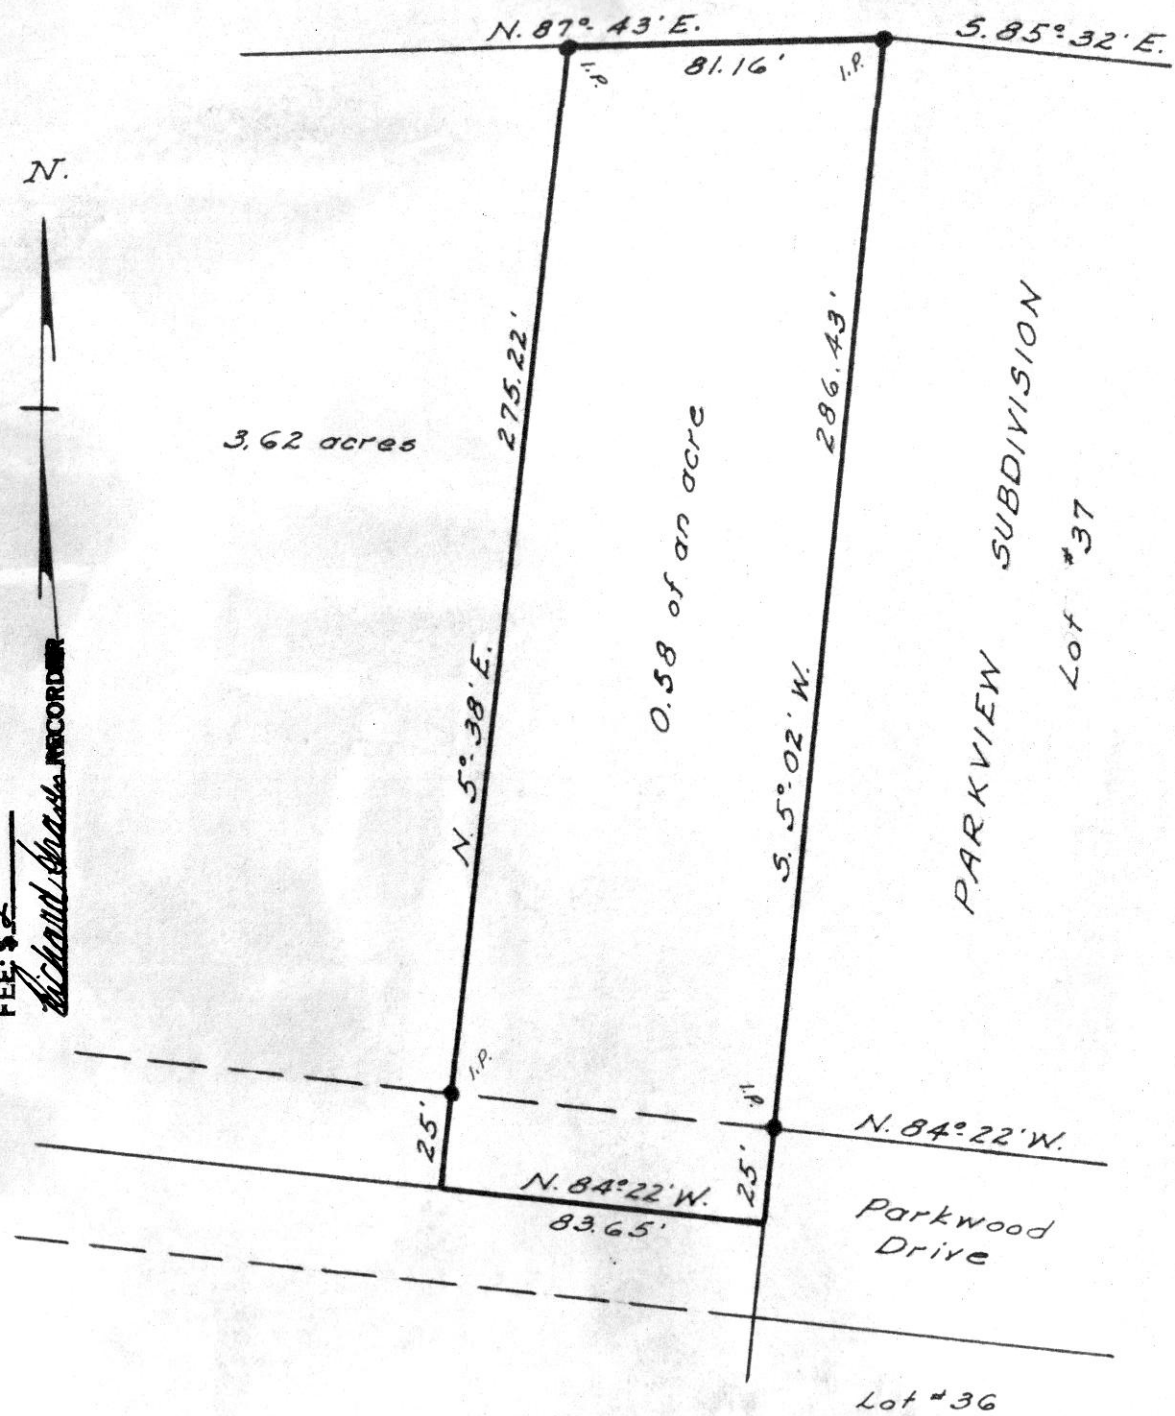 N. 87°-43' E.
S. 85°-32' E.
81.16'
I.P.
I.P.
N.
275.22'
286.43'
3.62 acres
0.58 of an acre
PARKVIEW SUBDIVISION
Lot #37
N. 5°-38' E.
S. 5°-02' W.
RECORDER
FEE: $
Richard
I.P.
I.P.
25'
25'
N. 84°-22' W.
N. 84°-22' W.
83.65'
Parkwood
Drive
Lot #36